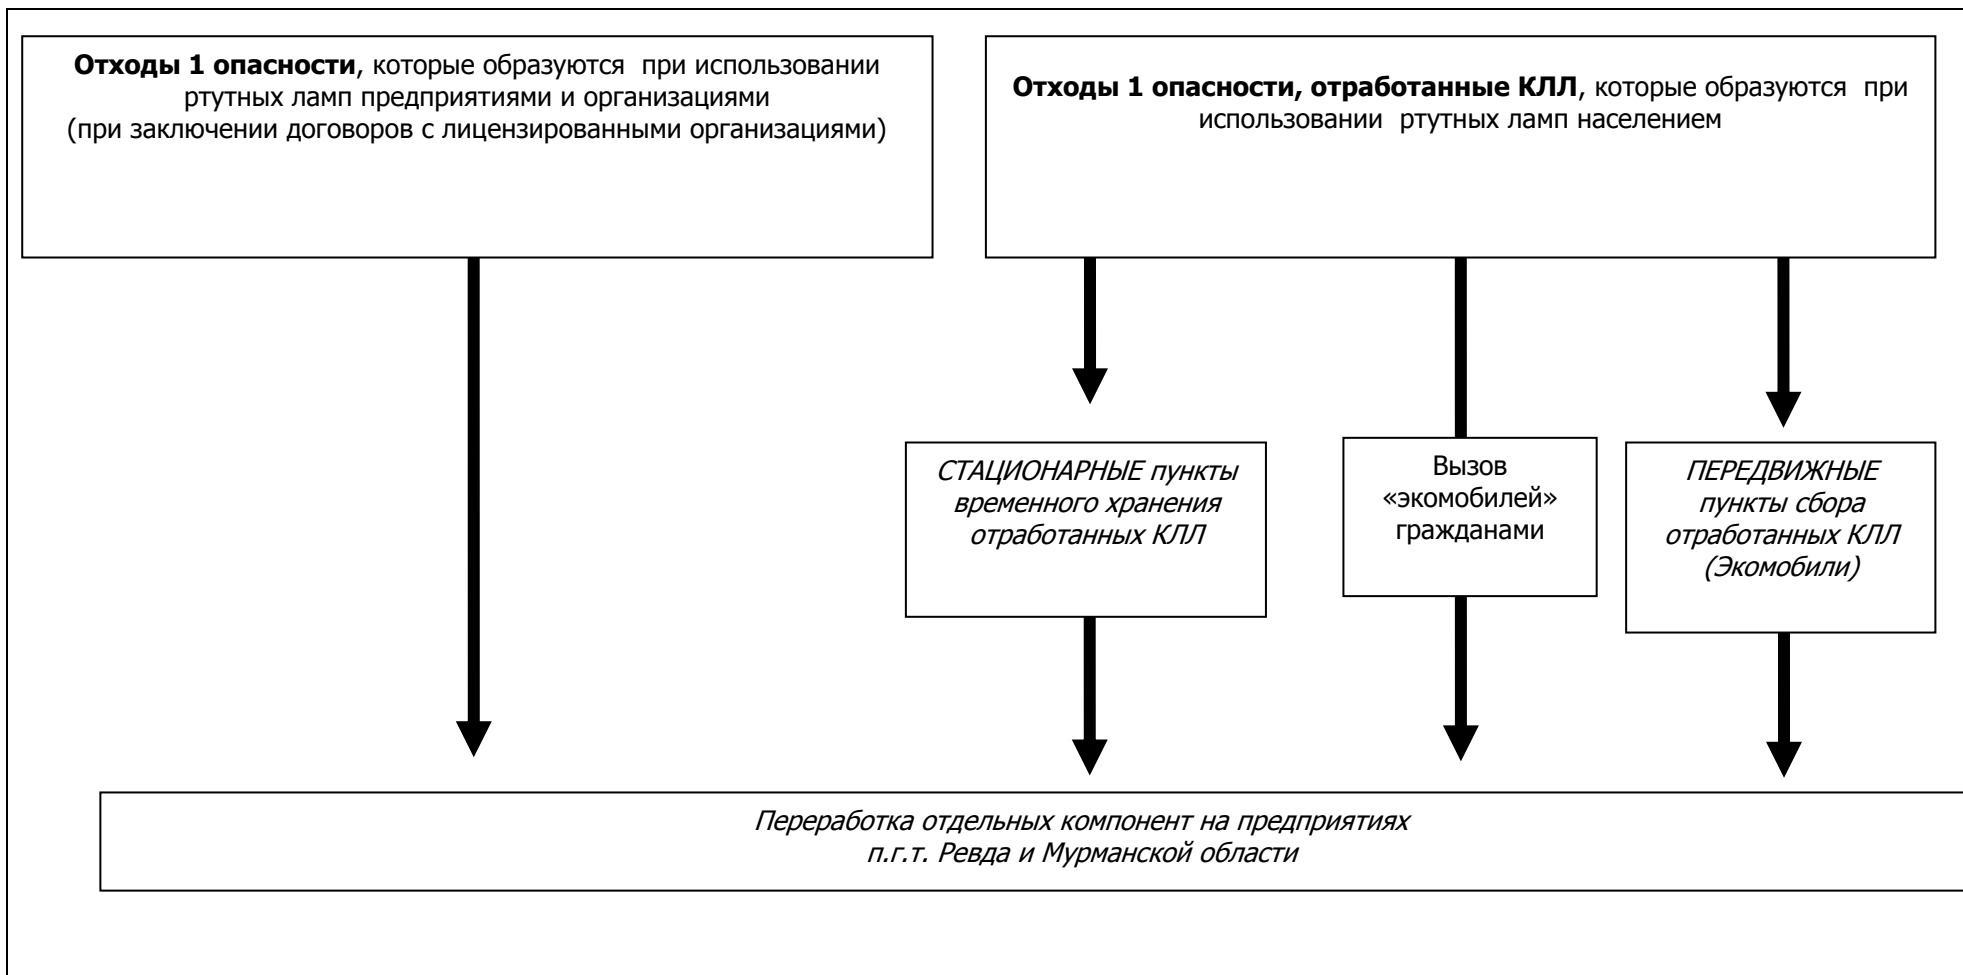 Отходы 1 опасности, которые образуются при использовании
ртутных ламп предприятиями и организациями
(при заключении договоров с лицензированными организациями)
Отходы 1 опасности, отработанные КЛЛ, которые образуются при
использовании ртутных ламп населением
СТАЦИОНАРНЫЕ пункты
временного хранения
отработанных КЛЛ
Вызов
«экомобилей»
гражданами
ПЕРЕДВИЖНЫЕ
пункты сбора
отработанных КЛЛ
(Экомобили)
Переработка отдельных компонент на предприятиях
п.г.т. Ревда и Мурманской области